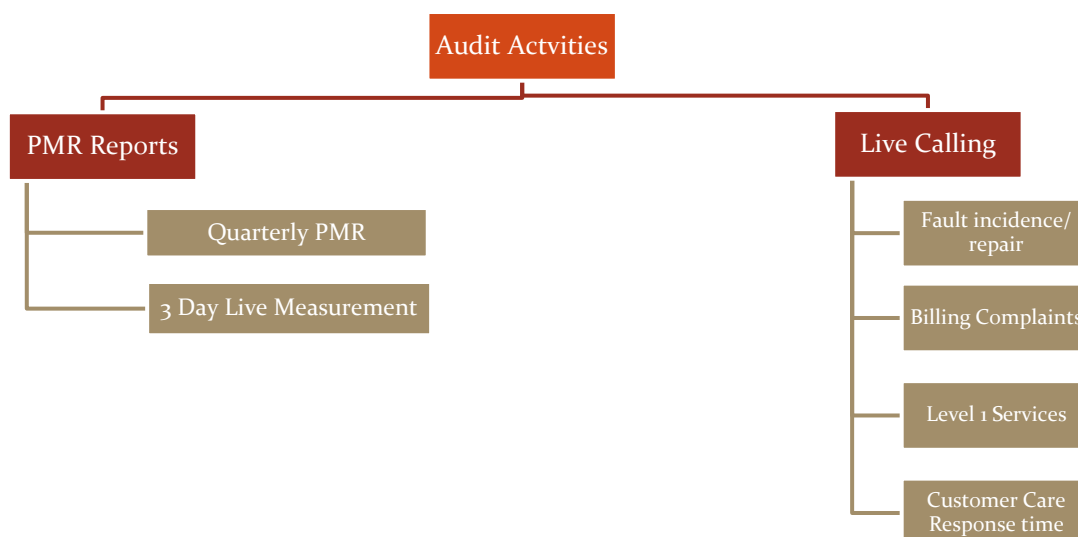 Audit Actvities
PMR Reports
Live Calling
Quarterly PMR
3 Day Live Measurement
Fault incidence/
repair
Billing Complaints
Level 1 Services
Customer Care
Response time